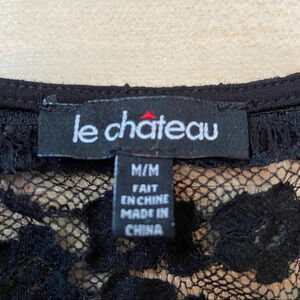 le château
M/M
FAIT
EN CHINE
MADE IN
CHINA